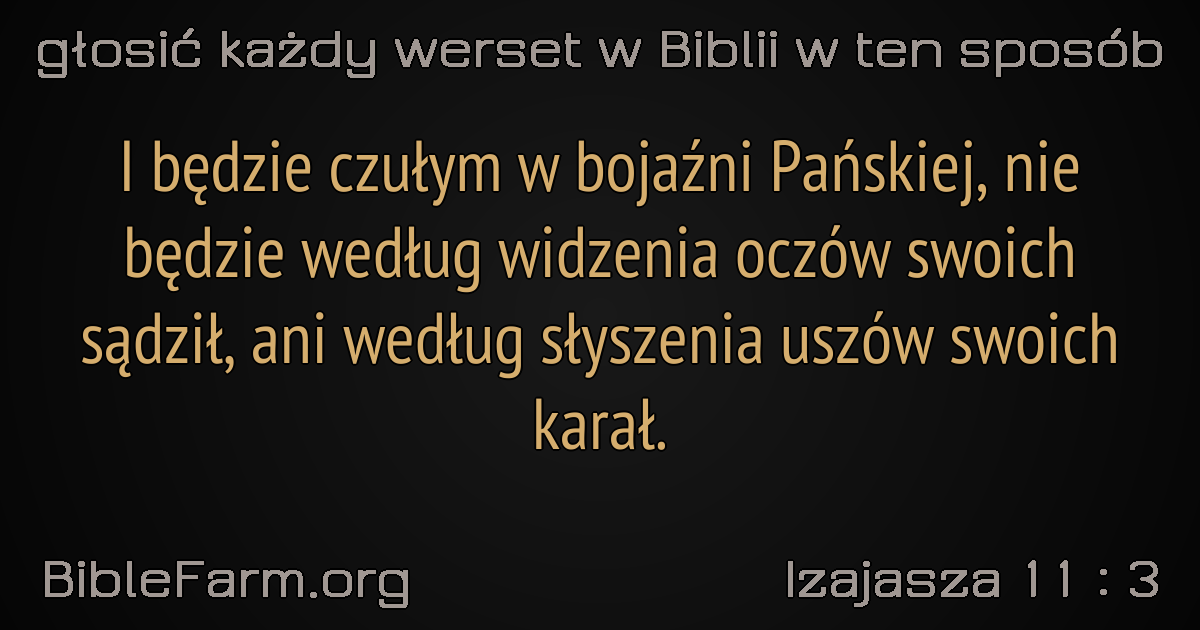 głosić każdy werset w Biblii w ten sposób
I będzie czułym w bojaźni Pańskiej, nie
będzie według widzenia oczów swoich
sądził, ani według słyszenia uszów swoich
karał.
BibleFarm.org
Izajasza 11 : 3